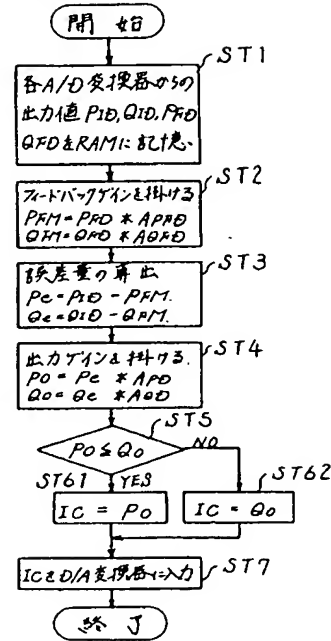 開始
ST1
各A/D変換器からの
出力値PID,QID,PFD
QFDをRAMに記憶
ST2
フィードバックゲインを掛ける
PFM=PFD*APFD
QFM=QFD*AQFD
ST3
誤差量の算出
Pe=PID-PFM.
Qe=QID-QFM.
ST4
出力ゲインを掛ける.
PO = Pe *APD
Qo= Qe *AQD
ST5
Po≦Qo
NO
ST61
YES
ST62
IC = Po
IC = Qo
ICをD/A変換器に入力
ST7
終了